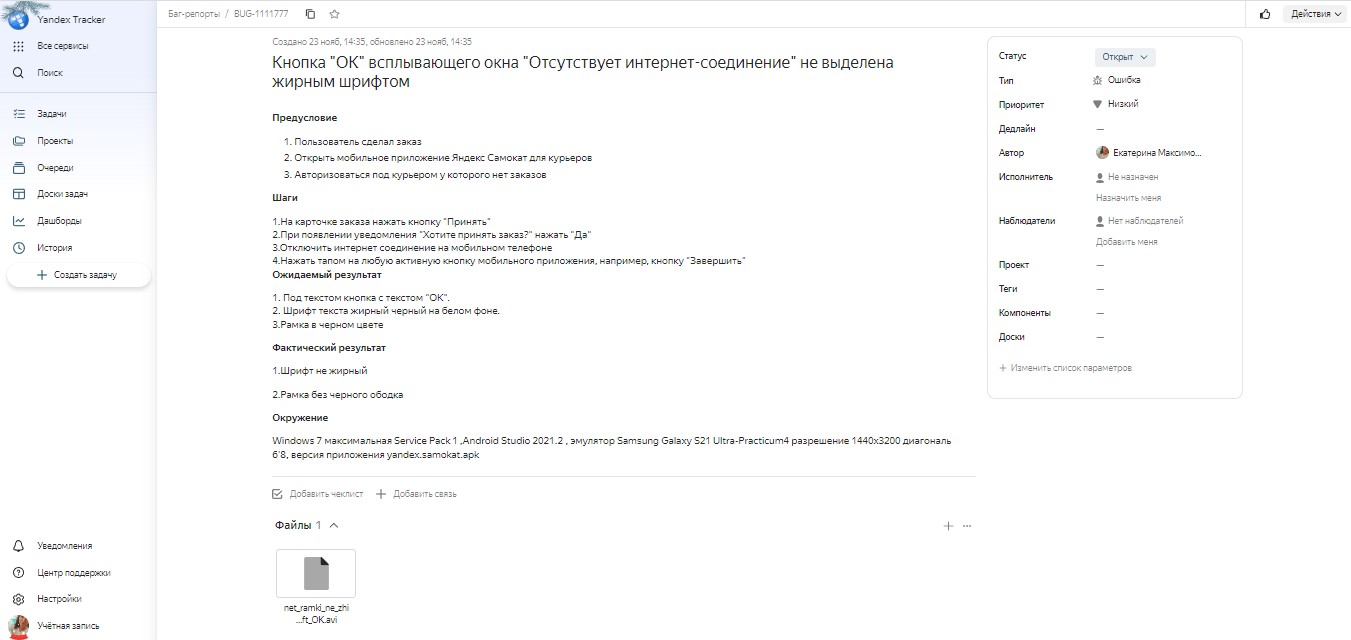 Yandex Tracker
Все сервисы
Поиск
Задачи
Проекты
Очереди
Доски задач
Дашборды
История
Создать задачу
Уведомления
Центр поддержки
Настройки
Учётная запись
Баг-репорты / BUG-1111777
Действия
Создано 23 нояб, 14:35, обновлено 23 нояб, 14:35
Кнопка "ОК" всплывающего окна "Отсутствует интернет-соединение" не выделена
жирным шрифтом
Предусловие
1. Пользователь сделал заказ
2. Открыть мобильное приложение Яндекс Самокат для курьеров
3. Авторизоваться под курьером у которого нет заказов
Шаги
1.На карточке заказа нажать кнопку "Принять"
2.При появлении уведомления "Хотите принять заказ?" нажать "Да"
3.Отключить интернет соединение на мобильном телефоне
4.Нажать тапом на любую активную кнопку мобильного приложения, например, кнопку "Завершить"
Ожидаемый результат
1. Под текстом кнопка с текстом "ОК".
2. Шрифт текста жирный черный на белом фоне.
3.Рамка в черном цвете
Фактический результат
1.Шрифт не жирный
2.Рамка без черного ободка
Окружение
Windows 7 максимальная Service Pack 1 ,Android Studio 2021.2 , эмулятор Samsung Galaxy S21 Ultra-Practicum4 разрешение 1440x3200 диагональ
6'8, версия приложения yandex.samokat.apk
Добавить чеклист
Добавить связь
Файлы 1
net_ramki_ne_zhi
...ft_OK.avi
Статус Открыт
Тип Ошибка
Приоритет Низкий
Дедлайн —
Автор Екатерина Максимо...
Исполнитель Не назначен
Назначить меня
Наблюдатели Нет наблюдателей
Добавить меня
Проект —
Теги —
Компоненты —
Доски —
+ Изменить список параметров